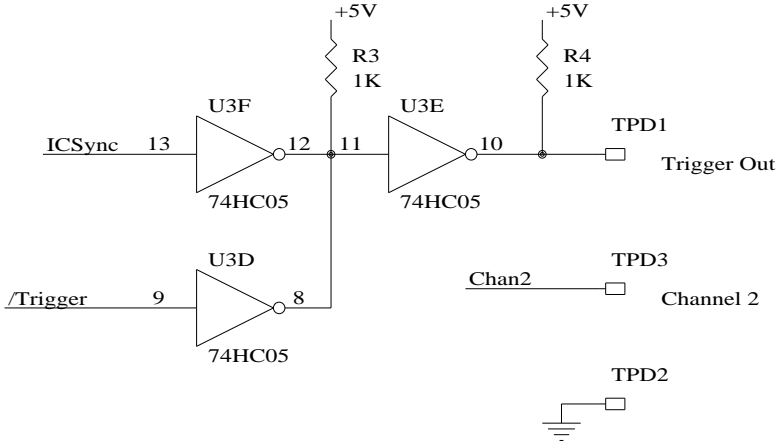 +5V
+5V
R3
1K
R4
1K
U3F
U3E
TPD1
ICSync 13 12 11 10
Trigger Out
74HC05
74HC05
U3D
TPD3
/Trigger 9 8
Chan2
Channel 2
74HC05
TPD2